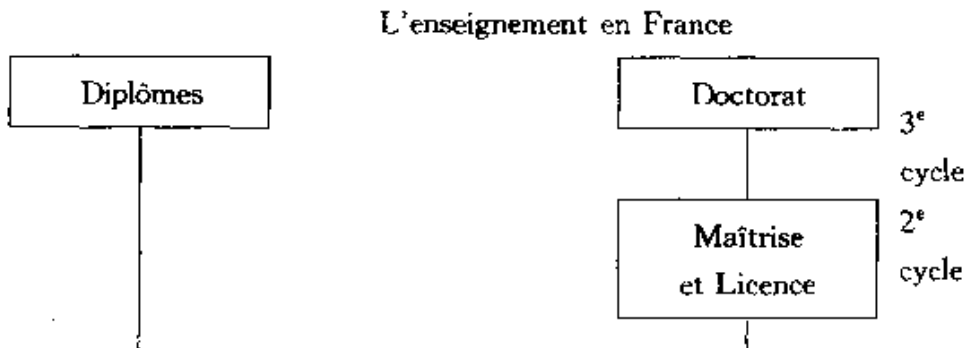 L'enseignement en France
Diplômes
Doctorat
3e
cycle
Maîtrise
et Licence
2e
cycle